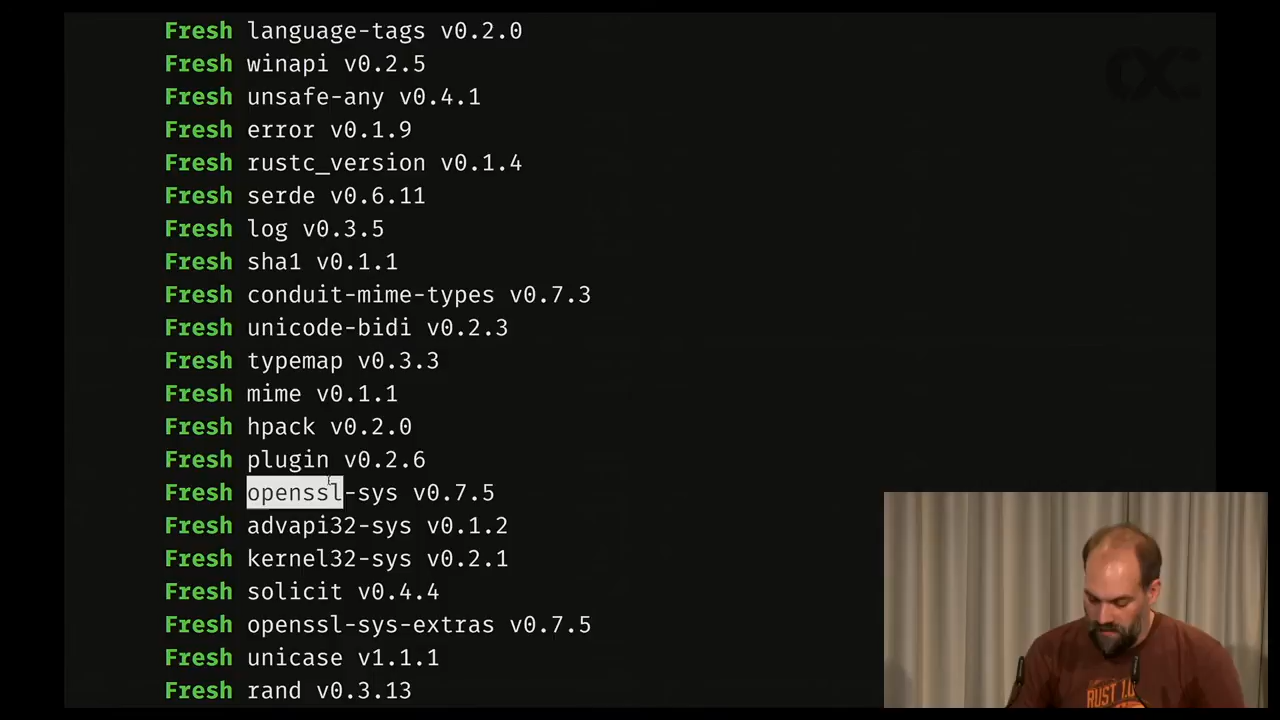 Fresh language-tags v0.2.0
Fresh winapi v0.2.5
Fresh unsafe-any v0.4.1
Fresh error v0.1.9
Fresh rustc_version v0.1.4
Fresh serde v0.6.11
Fresh log v0.3.5
Fresh sha1 v0.1.1
Fresh conduit-mime-types v0.7.3
Fresh unicode-bidi v0.2.3
Fresh typemap v0.3.3
Fresh mime v0.1.1
Fresh hpack v0.2.0
Fresh plugin v0.2.6
Fresh openssl-sys v0.7.5
Fresh advapi32-sys v0.1.2
Fresh kernel32-sys v0.2.1
Fresh solicit v0.4.4
Fresh openssl-sys-extras v0.7.5
Fresh unicase v1.1.1
Fresh rand v0.3.13
RUST 1.0